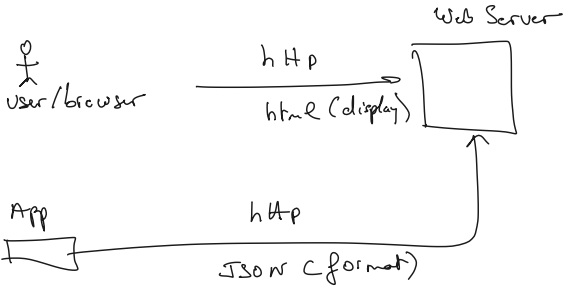 Web Server
http
user/browser
html (display)
App
http
JSON (format)